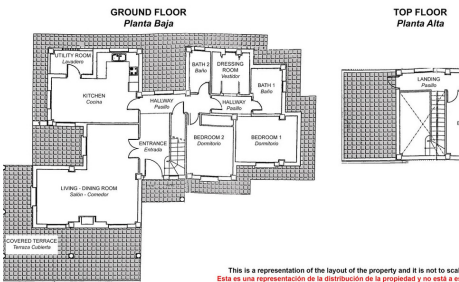 GROUND FLOOR
Planta Baja
TOP FLOOR
Planta Alta
UTILITY ROOM
Lavadero
KITCHEN
Cocina
BATH 2
Baño
DRESSING
ROOM
Vestidor
BATH 1
Baño
HALLWAY
Pasillo
HALLWAY
Pasillo
ENTRANCE
Entrada
BEDROOM 2
Dormitorio
BEDROOM 1
Dormitorio
LIVING - DINING ROOM
Salón - Comedor
COVERED TERRACE
Terraza Cubierta
LANDING
Pasillo
This is a representation of the layout of the property and it is not to scal
Esta es una representación de la distribución de la propiedad y no está a es